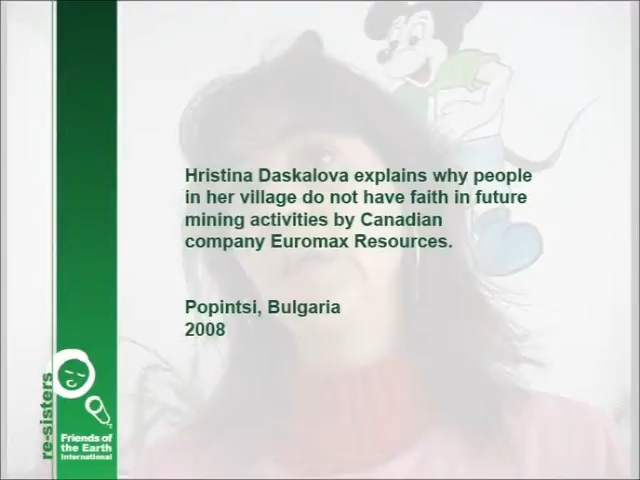 Hristina Daskalova explains why people
in her village do not have faith in future
mining activities by Canadian
company Euromax Resources.
Popintsi, Bulgaria
2008
re-sisters
Friends of
the Earth
International